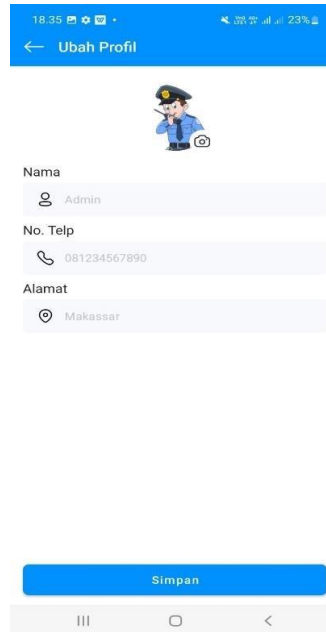 18.35 23%
Ubah Profil
Nama
Admin
No. Telp
081234567890
Alamat
Makassar
Simpan